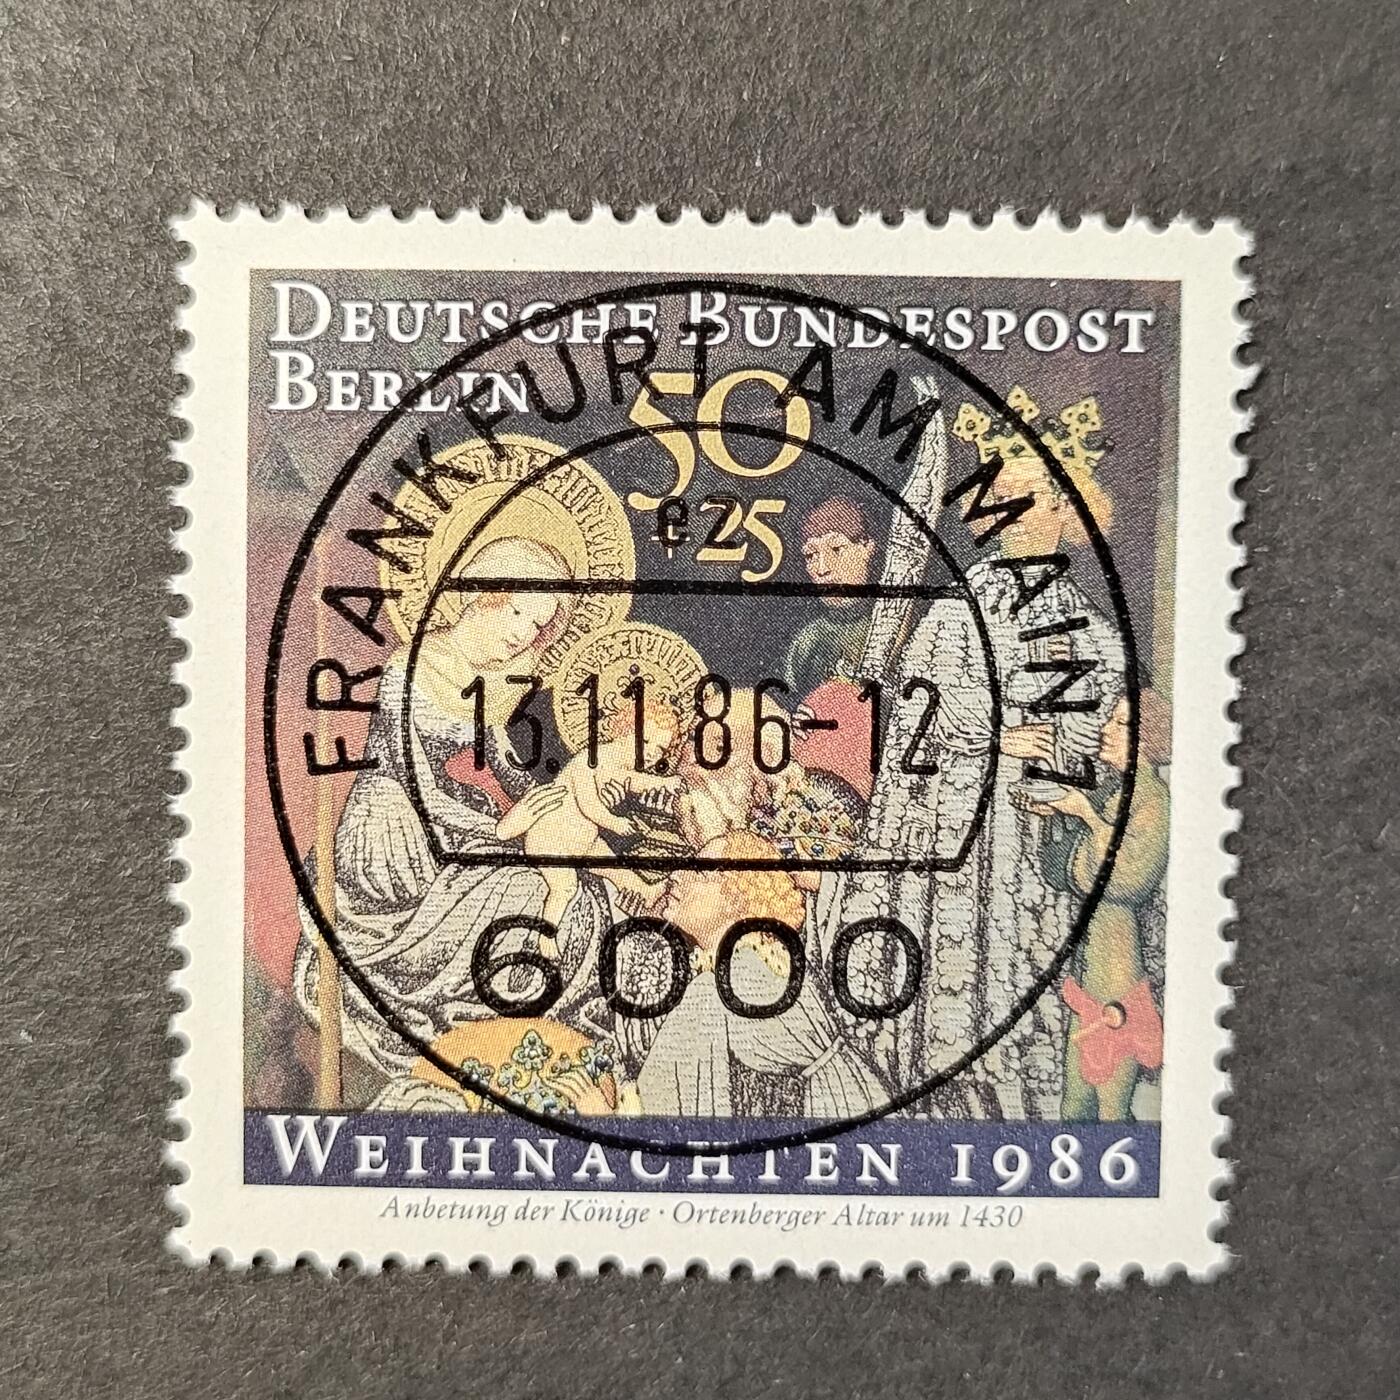 DEUTSCHE BUNDESPOST
BERLIN
50
+25
FRANKFURT AM MAIN 1
ez
13.11.86-12
6000
WEIHNACHTEN 1986
Anbetung der Könige · Ortenberger Altar um 1430